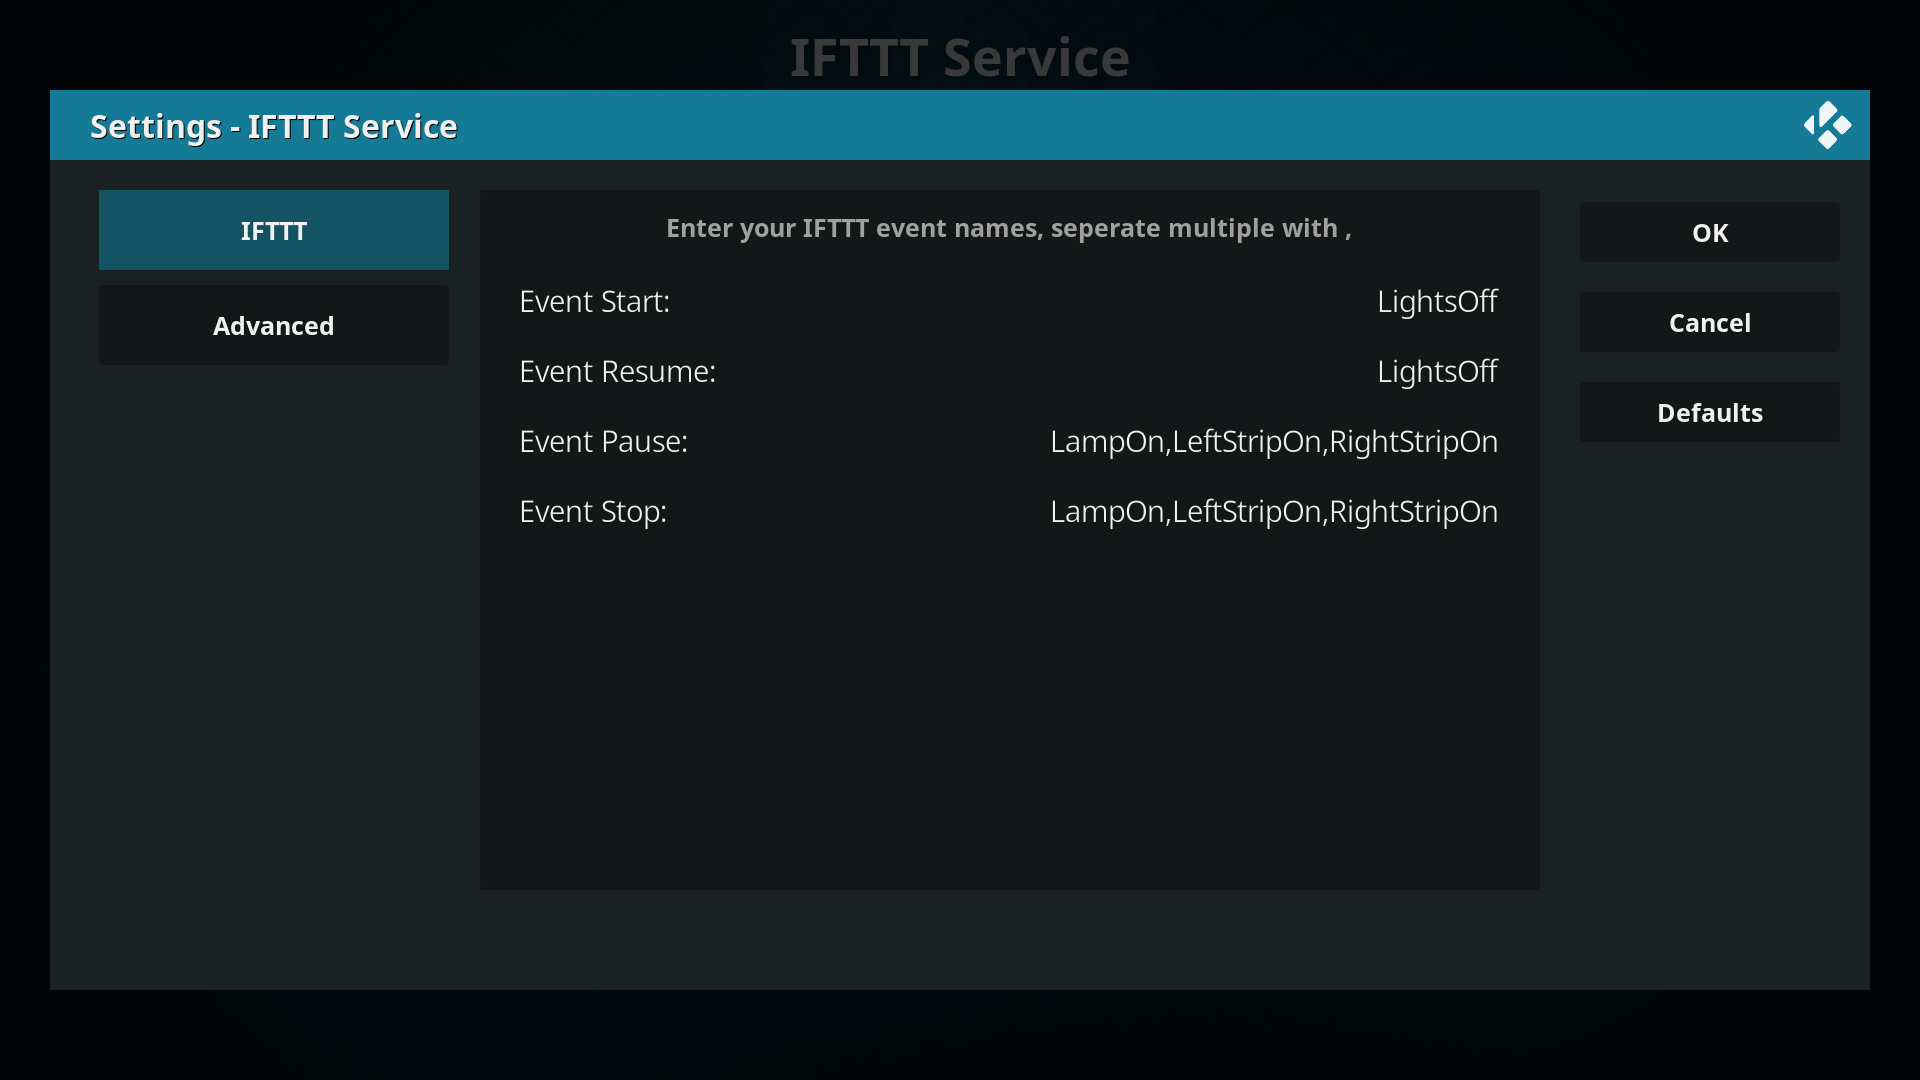 IFTTT Service
Settings - IFTTT Service
IFTTT
Advanced
Enter your IFTTT event names, seperate multiple with ,
Event Start: LightsOff
Event Resume: LightsOff
Event Pause: LampOn,LeftStripOn,RightStripOn
Event Stop: LampOn,LeftStripOn,RightStripOn
OK
Cancel
Defaults